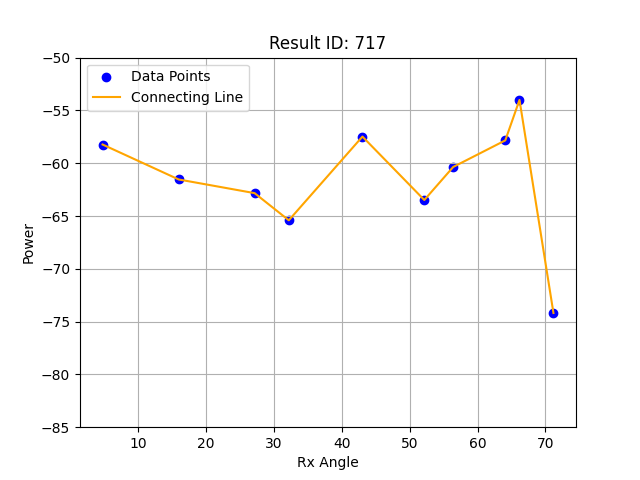 Result ID: 717
Data Points
Connecting Line
−50
−55
−60
−65
−70
−75
−80
−85
Power
10 20 30 40 50 60 70
Rx Angle